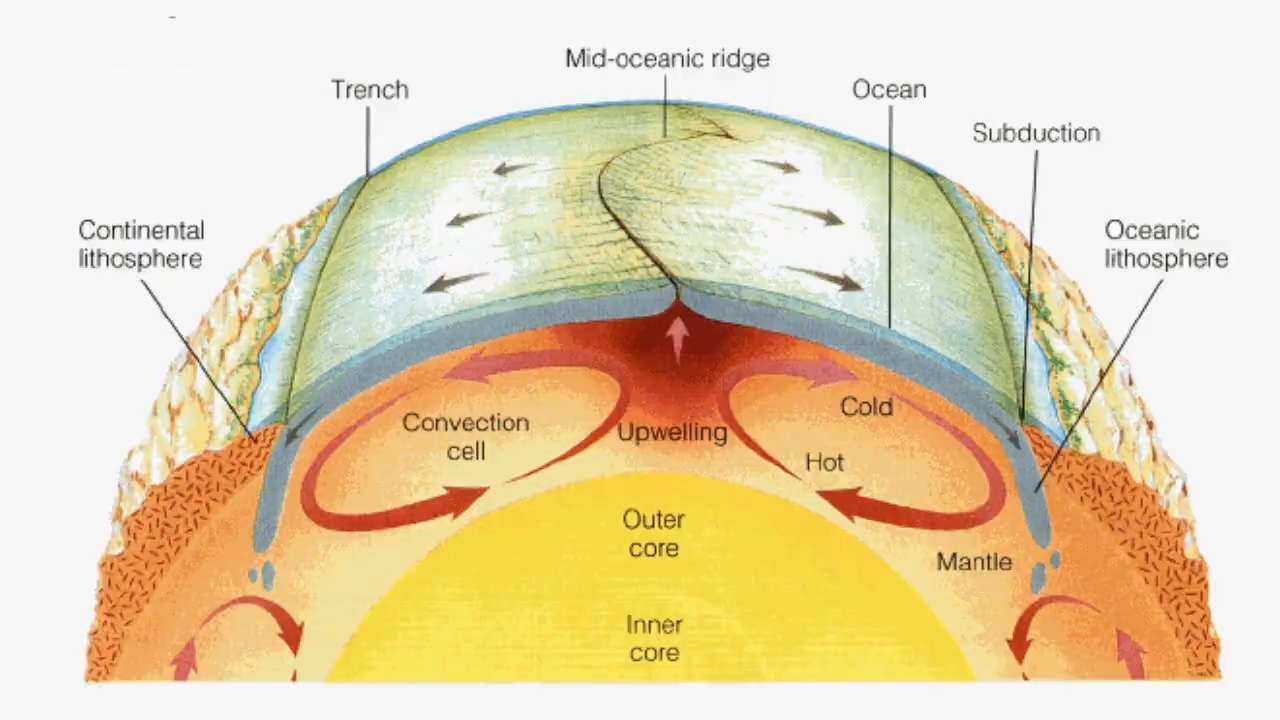 Mid-oceanic ridge
Trench
Ocean
Subduction
Continental
lithosphere
Oceanic
lithosphere
Convection
cell
Upwelling
Cold
Hot
Outer
core
Mantle
Inner
core